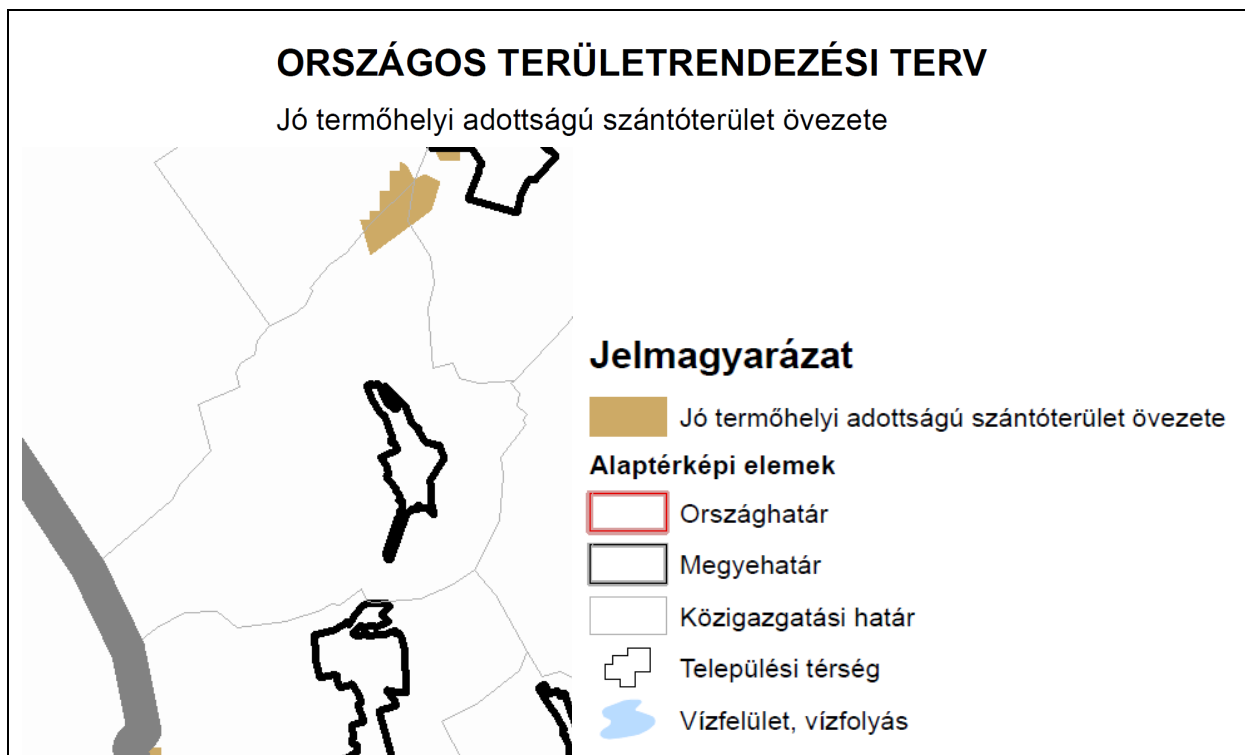 ORSZÁGOS TERÜLETRENDEZÉSI TERV
Jó termőhelyi adottságú szántóterület övezete
Jelmagyarázat
Jó termőhelyi adottságú szántóterület övezete
Alaptérképi elemek
Országhatár
Megyehatár
Közigazgatási határ
Települési térség
Vízfelület, vízfolyás